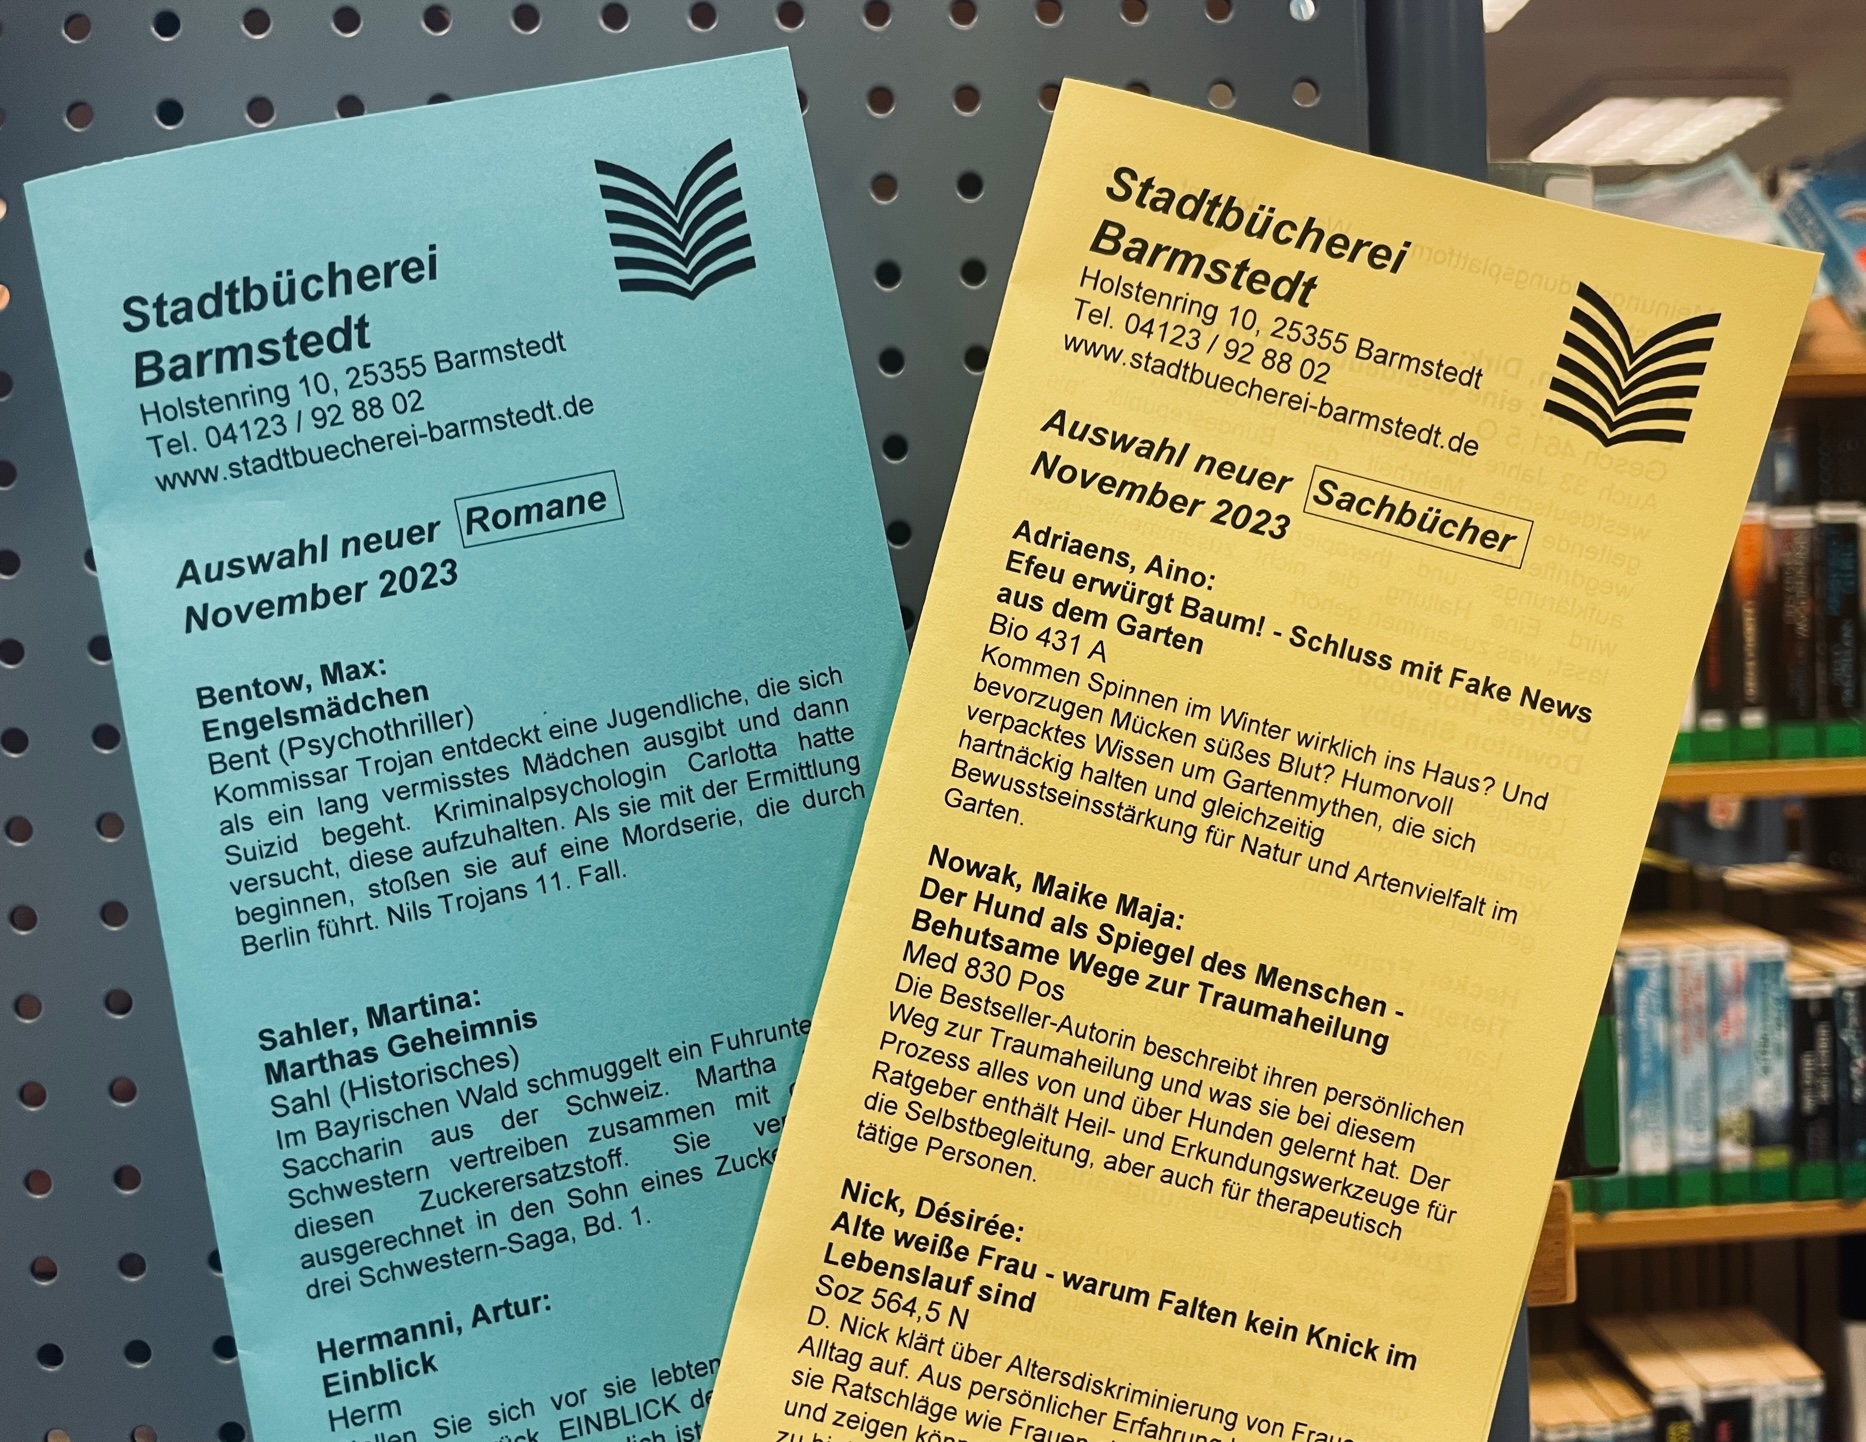 Stadtbücherei
Barmstedt
Holstenring 10, 25355 Barmstedt
Tel. 04123 / 92 88 02
www.stadtbuecherei-barmstedt.de
Auswahl neuer Romane
November 2023
Bentow, Max:
Engelsmädchen
Bent (Psychothriller)
Kommissar Trojan entdeckt eine Jugendliche, die sich
als ein lang vermisstes Mädchen ausgibt und dann
Suizid begeht. Kriminalpsychologin Carlotta hatte
versucht, diese aufzuhalten. Als sie mit der Ermittlung
beginnen, stoßen sie auf eine Mordserie, die durch
Berlin führt. Nils Trojans 11. Fall.
Sahler, Martina:
Marthas Geheimnis
Sahl (Historisches)
Im Bayrischen Wald schmuggelt ein
Saccharin aus der Schweiz. Martha
Schwestern vertreiben zusammen mit
diesen Zuckerersatzstoff. Sie
ausgerechnet in den Sohn eines
drei Schwestern-Saga, Bd. 1.
Hermanni, Artur:
Einblick
Herm
Sie sich vor sie lebten
EINBLICK
ist
Stadtbücherei
Barmstedt
Holstenring 10, 25355 Barmstedt
Tel. 04123 / 92 88 02
www.stadtbuecherei-barmstedt.de
Auswahl neuer Sachbücher
November 2023
Adriaens, Aino:
Efeu erwürgt Baum! - Schluss mit Fake News
aus dem Garten
Bio 431 A
Kommen Spinnen im Winter wirklich ins Haus? Und
bevorzugen Mücken süßes Blut? Humorvoll
verpacktes Wissen um Gartenmythen, die sich
hartnäckig halten und gleichzeitig
Bewusstseinsstärkung für Natur und Artenvielfalt im
Garten.
Nowak, Maike Maja:
Der Hund als Spiegel des Menschen -
Behutsame Wege zur Traumaheilung
Med 830 Pos
Die Bestseller-Autorin beschreibt ihren persönlichen
Weg zur Traumaheilung und was sie bei diesem
Prozess alles von und über Hunden gelernt hat. Der
Ratgeber enthält Heil- und Erkundungswerkzeuge für
die Selbstbegleitung, aber auch für therapeutisch
tätige Personen.
Nick, Désirée:
Alte weiße Frau - warum Falten kein Knick im
Lebenslauf sind
Soz 564,5 N
D. Nick klärt über Altersdiskriminierung von
Alltag auf. Aus persönlicher
sie Ratschläge wie
und zeigen